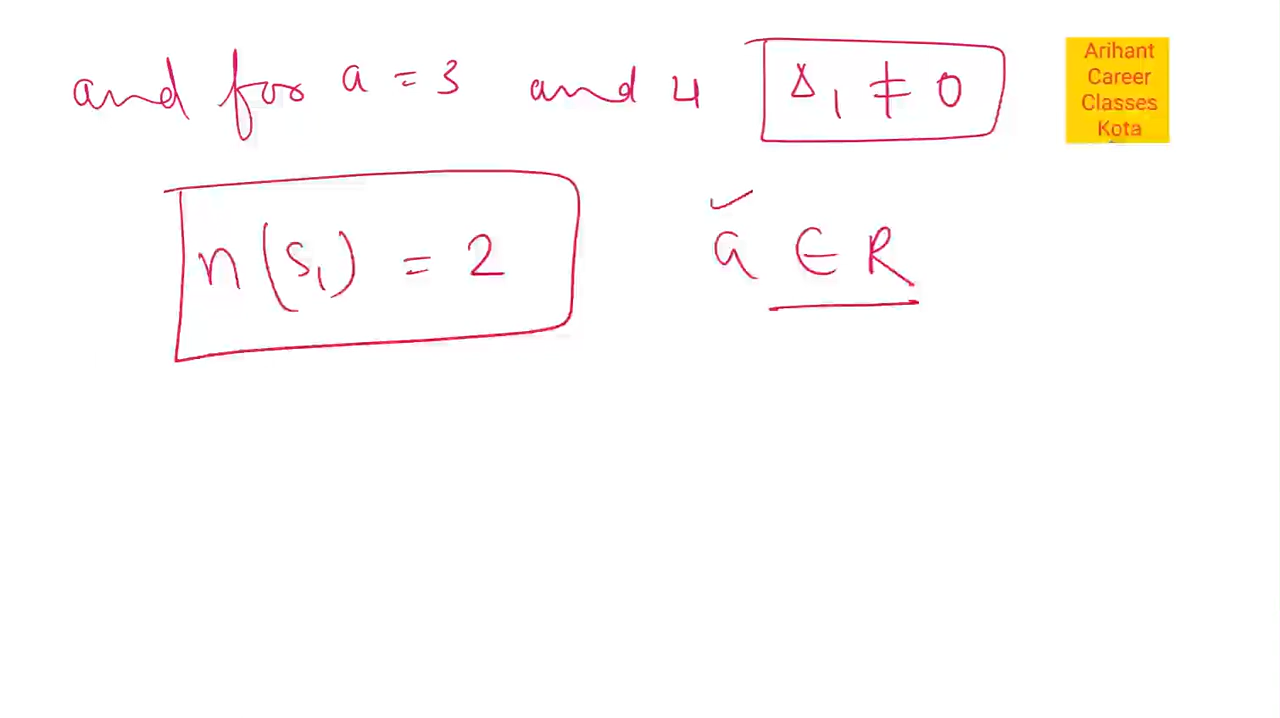 and for a = 3 and 4 Δ₁ ≠ 0
n(S₁) = 2 a ∈ R
Arihant
Career
Classes
Kota